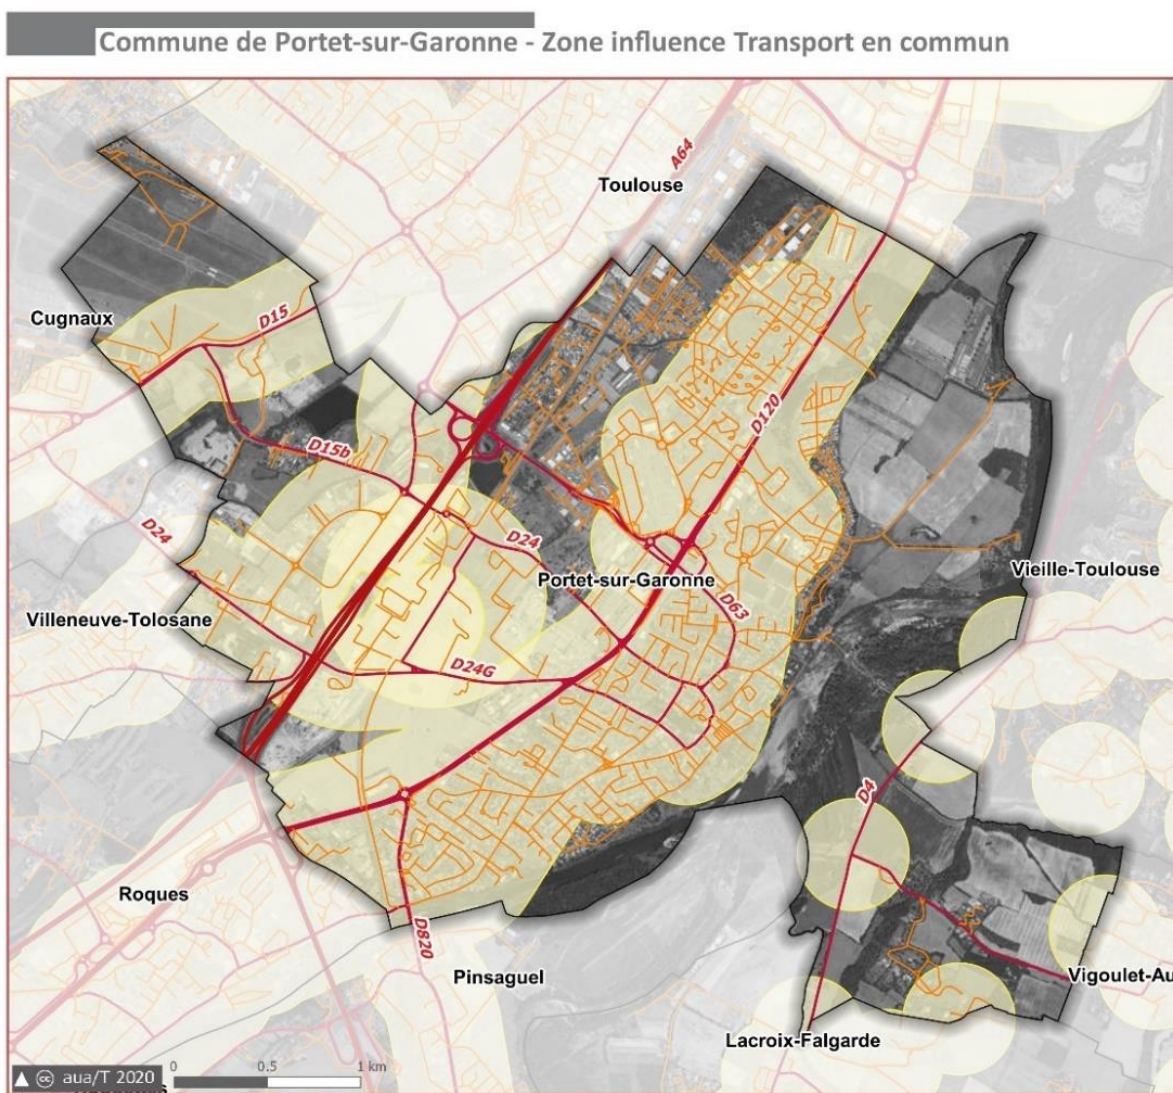 Commune de Portet-sur-Garonne - Zone influence Transport en commun
A64
Toulouse
Cugnaux
D15
D120
D15b
D24
D24
Portet-sur-Garonne
Vieille-Toulouse
D63
Villeneuve-Tolosane
D24G
D4
Roques
D820
Pinsaguel
Vigoulet-Au
Lacroix-Falgarde
0 0.5 1 km
cc aua/T 2020